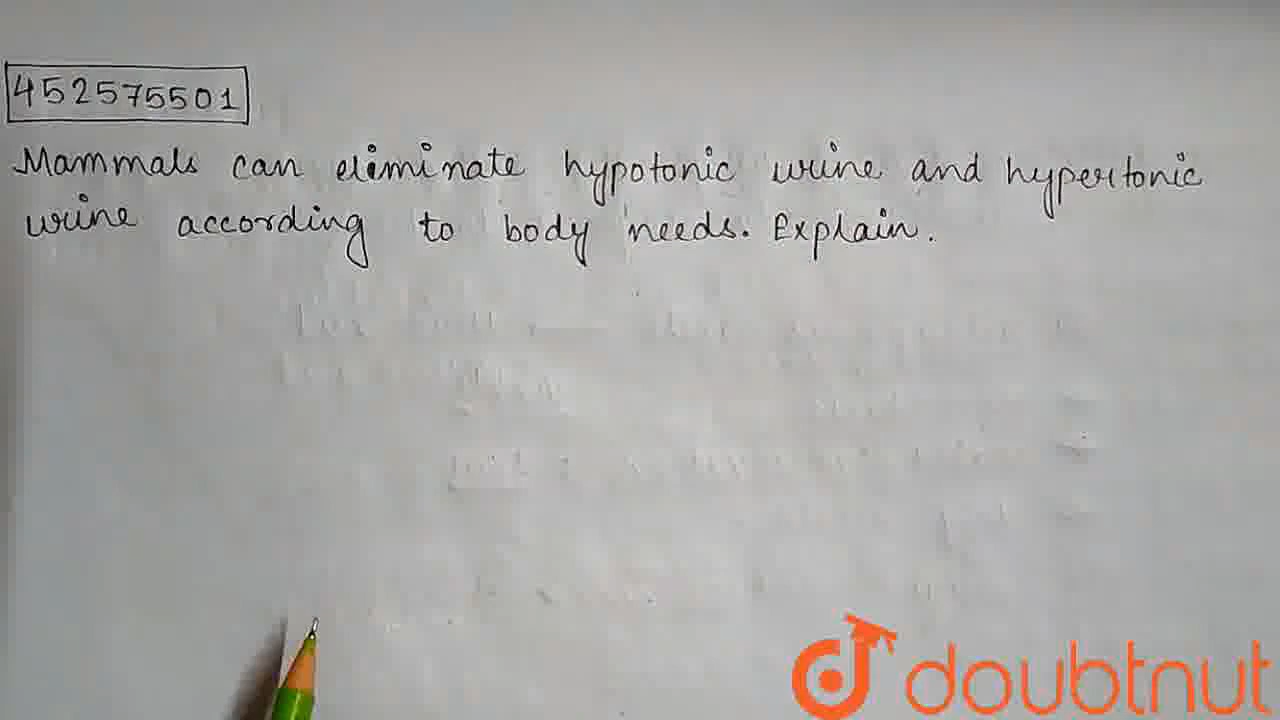 452575501
Mammals can eliminate hypotonic urine and hypertonic
urine according to body needs. Explain.
doubtnut